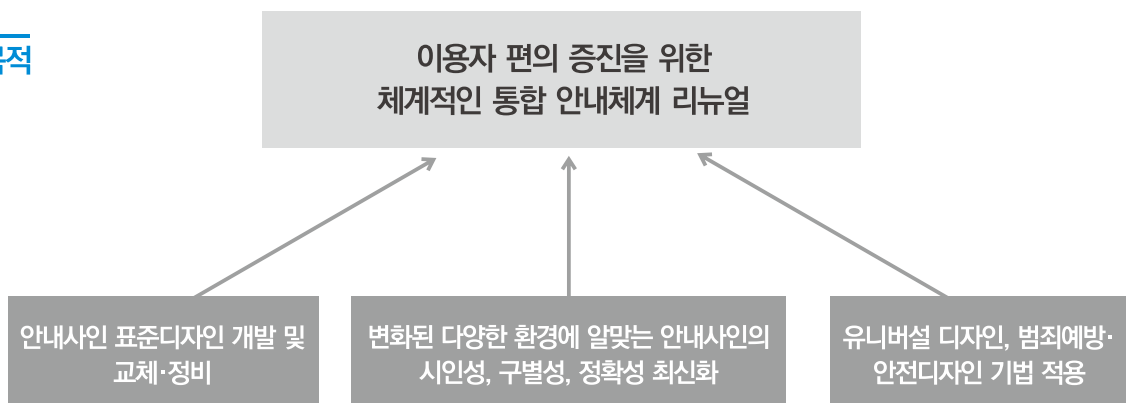 목적
이용자 편의 증진을 위한
체계적인 통합 안내체계 리뉴얼
안내사인 표준디자인 개발 및
교체·정비
변화된 다양한 환경에 알맞는 안내사인의
시인성, 구별성, 정확성 최신화
유니버설 디자인, 범죄예방·
안전디자인 기법 적용